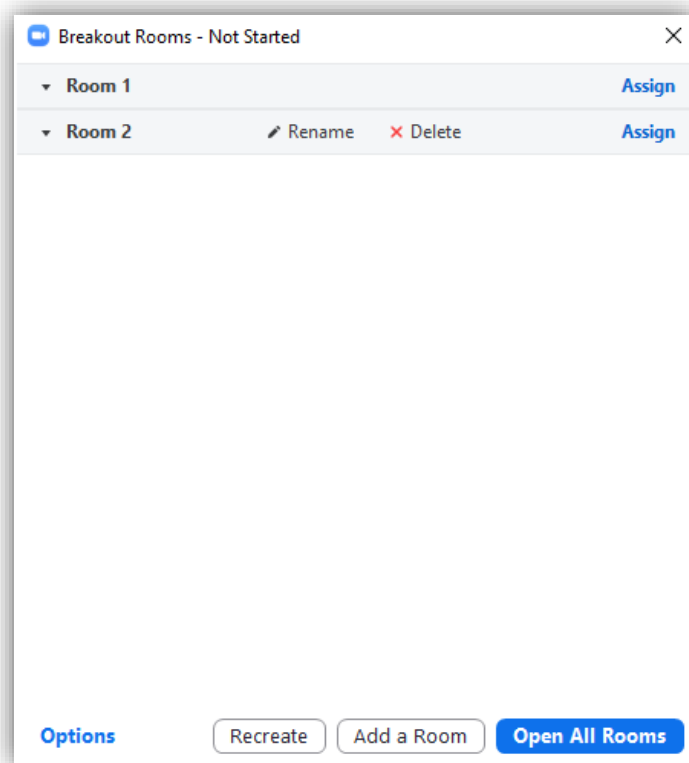 Breakout Rooms - Not Started
Room 1 Assign
Room 2 Rename Delete Assign
Options Recreate Add a Room Open All Rooms